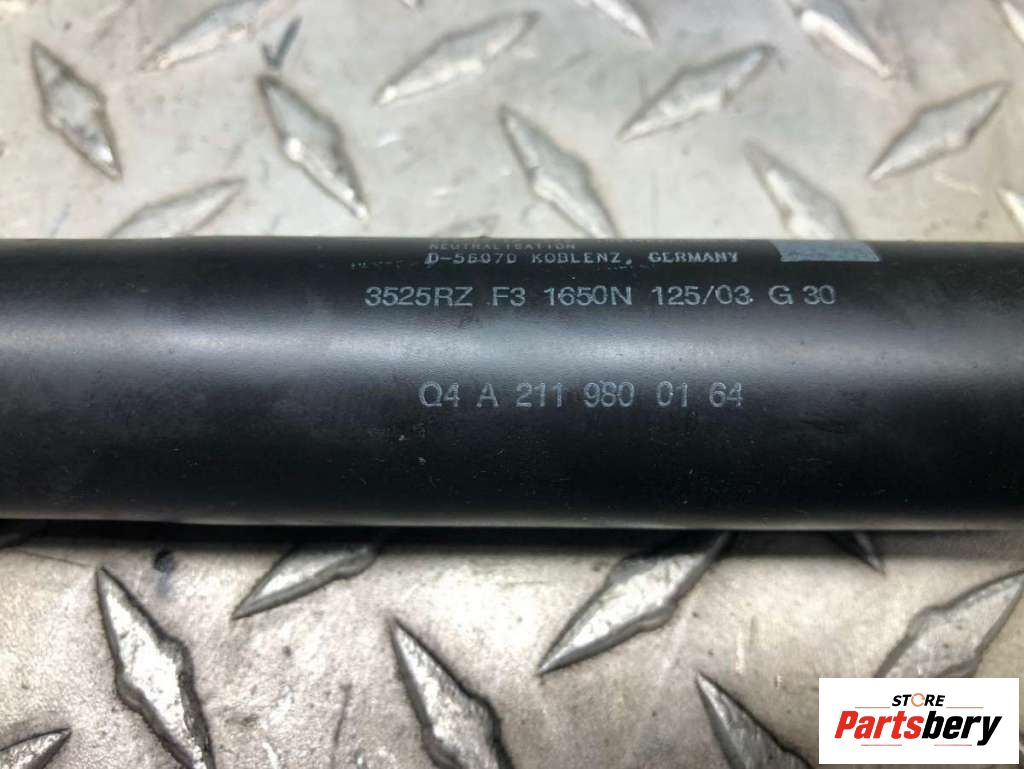 NEUTRALISATION
D-56070 KOBLENZ, GERMANY
3525RZ F3 1650N 125/03 G 30
Q4 A 211 980 01 64
STORE
Partsbery